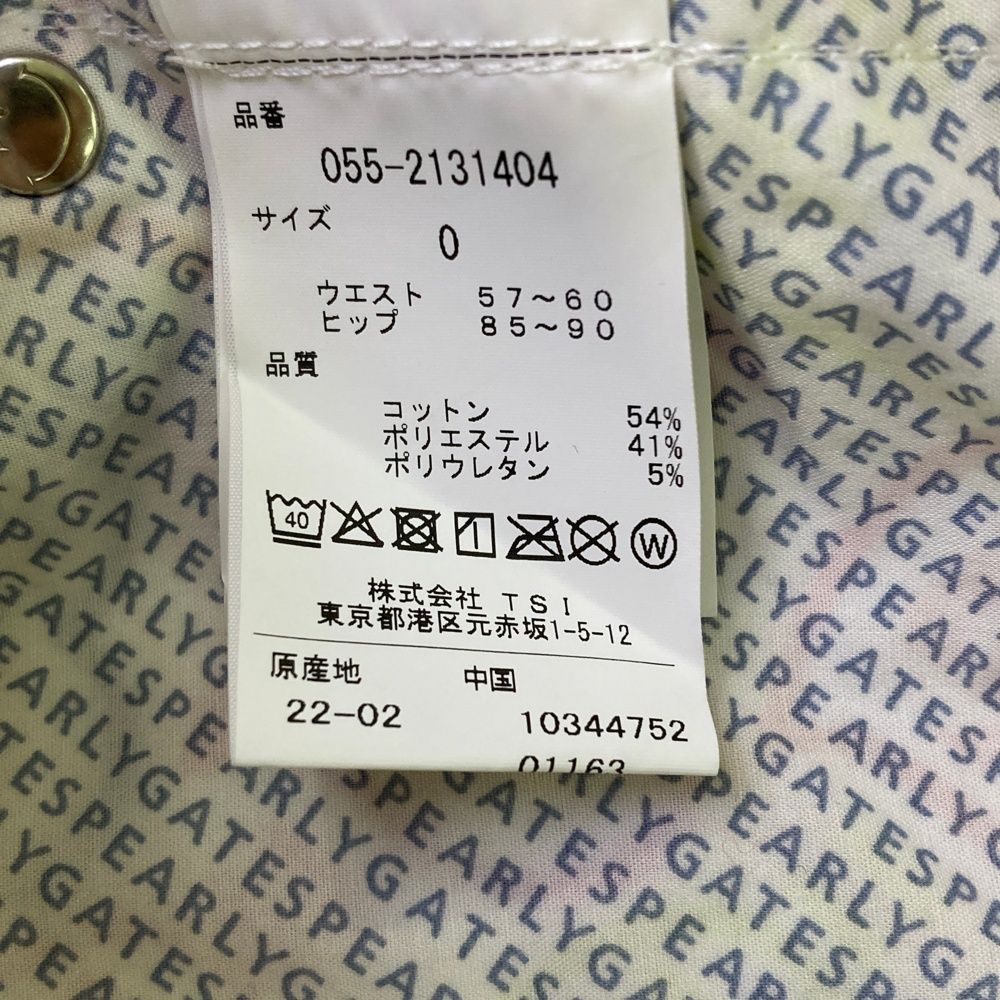 品番
055-2131404
サイズ
0
ウエスト 57～60
ヒップ 85～90
品質
コットン 54%
ポリエステル 41%
ポリウレタン 5%
40 W
株式会社 TSI
東京都港区元赤坂1-5-12
原産地 中国
22-02 10344752
01163
PEARLYGATES